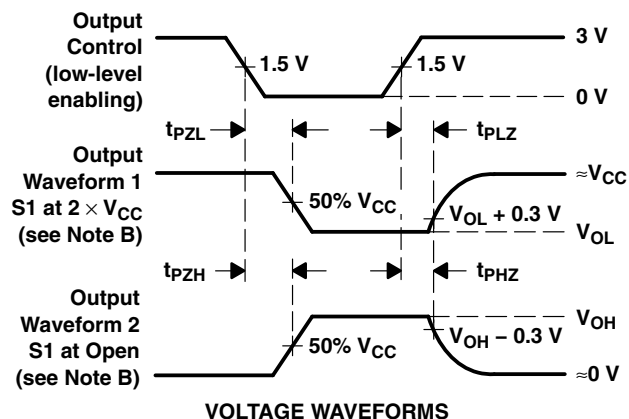 Output
Control
(low-level
enabling)
1.5 V
1.5 V
3 V
0 V
tPZL
tPLZ
Output
Waveform 1
S1 at 2 × VCC
(see Note B)
50% VCC
VOL + 0.3 V
≈VCC
VOL
tPZH
tPHZ
Output
Waveform 2
S1 at Open
(see Note B)
50% VCC
VOH − 0.3 V
VOH
≈0 V
VOLTAGE WAVEFORMS